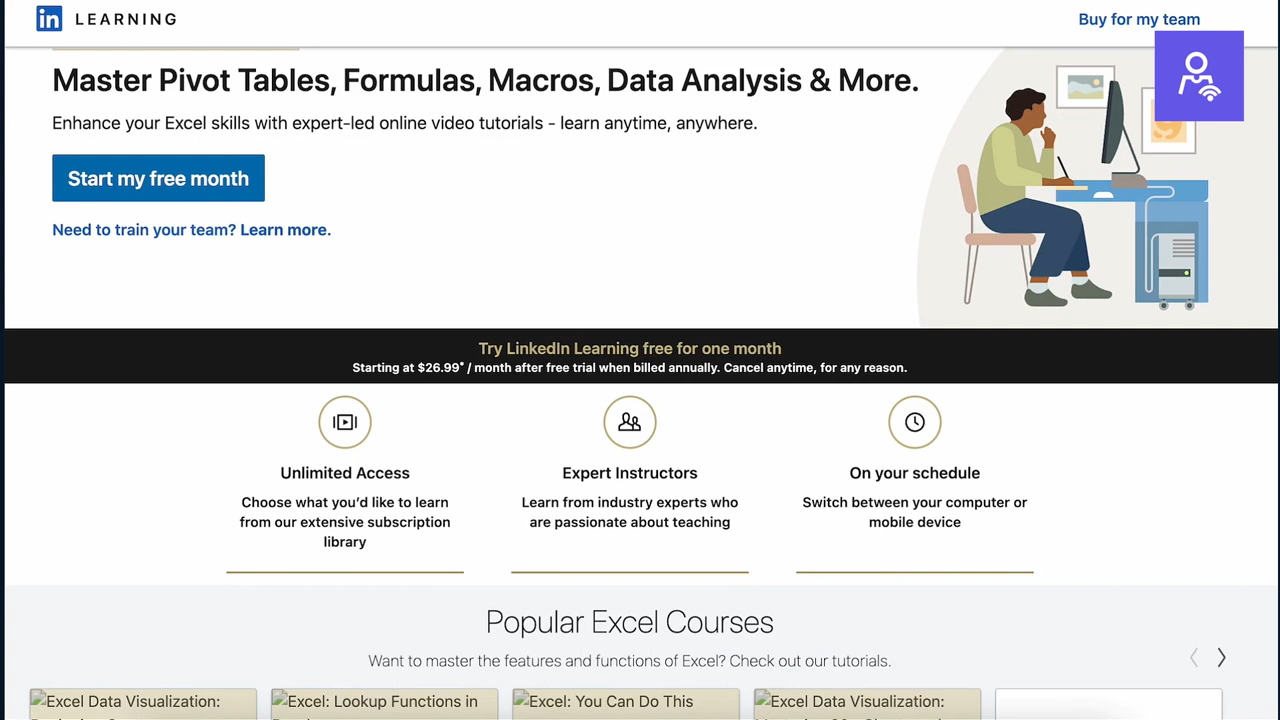 in LEARNING
Buy for my team
Master Pivot Tables, Formulas, Macros, Data Analysis & More.
Enhance your Excel skills with expert-led online video tutorials - learn anytime, anywhere.
Start my free month
Need to train your team? Learn more.
Try LinkedIn Learning free for one month
Starting at $26.99* / month after free trial when billed annually. Cancel anytime, for any reason.
Unlimited Access
Choose what you'd like to learn
from our extensive subscription
library
Expert Instructors
Learn from industry experts who
are passionate about teaching
On your schedule
Switch between your computer or
mobile device
Popular Excel Courses
Want to master the features and functions of Excel? Check out our tutorials.
Excel Data Visualization:
Excel: Lookup Functions in
Excel: You Can Do This
Excel Data Visualization: